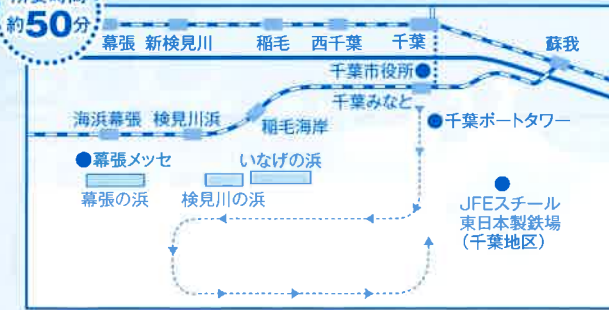 約50分
幕張 新検見川 稲毛 西千葉 千葉
蘇我
千葉市役所
千葉みなと
海浜幕張 検見川浜
稲毛海岸
千葉ポートタワー
幕張メッセ
いなげの浜
幕張の浜
検見川の浜
JFEスチール
東日本製鉄場
(千葉地区)